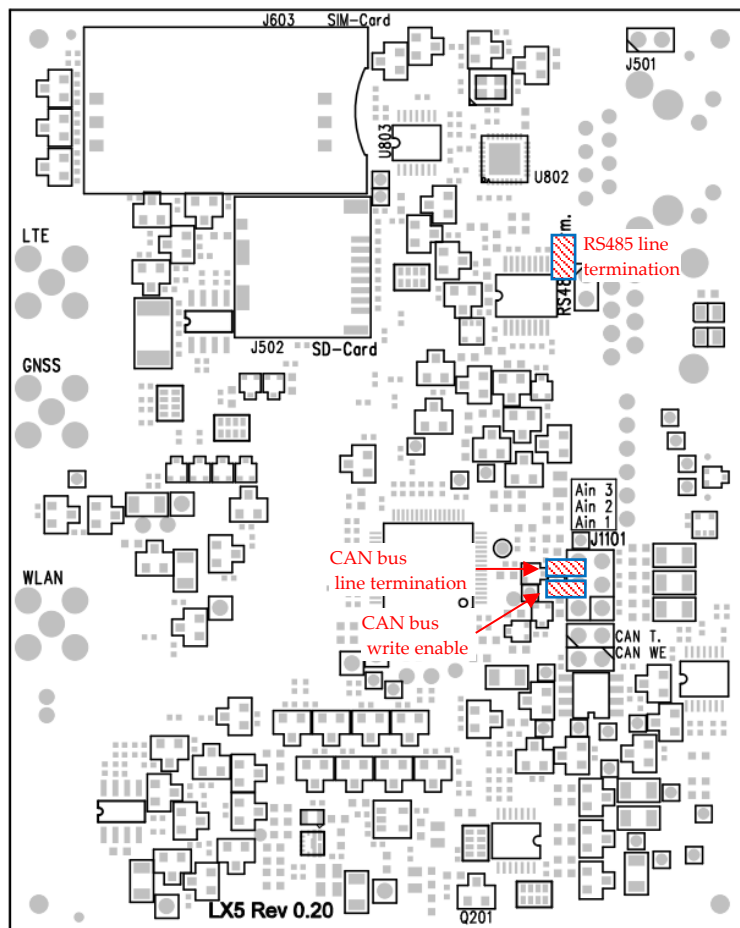 J603 SIM-Card
J501
U803
U802
LTE
RS485
m.
RS485 line
termination
J502
SD-Card
GNSS
Ain 3
Ain 2
Ain 1
J1101
CAN bus
line termination
WLAN
CAN bus
write enable
CAN T.
CAN WE
LX5 Rev 0.20
Q201